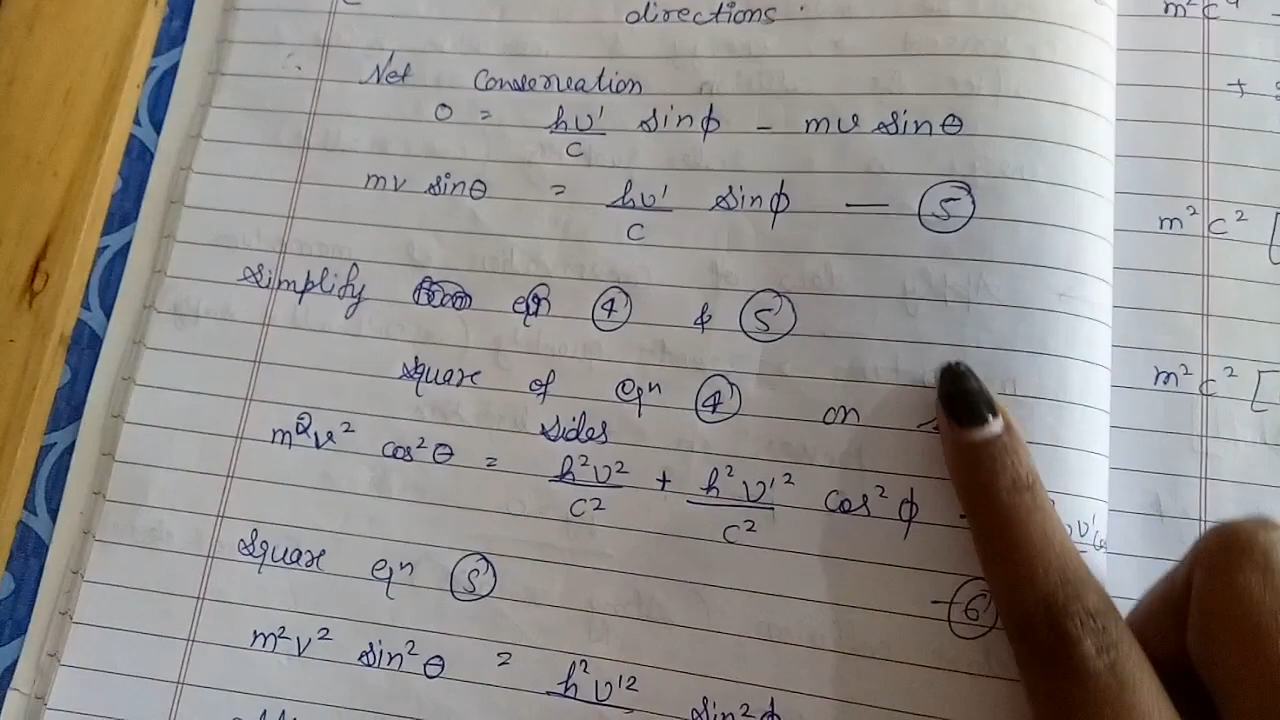 directions.
∴ Net Conservation
0 = hυ'/c sinϕ - mv sinθ
mv sinθ = hυ'/c sinϕ — (5)
Simplify eqn (4) & (5)
Square of eqn (4) on
sides
m²v² cos²θ = h²υ²/c² + h²υ'²/c² cos²ϕ -
- (6)
Square eqn (5)
m²v² sin²θ = h²υ'² sin²ϕ
m²c⁴
+
m²c² [
m²c² [